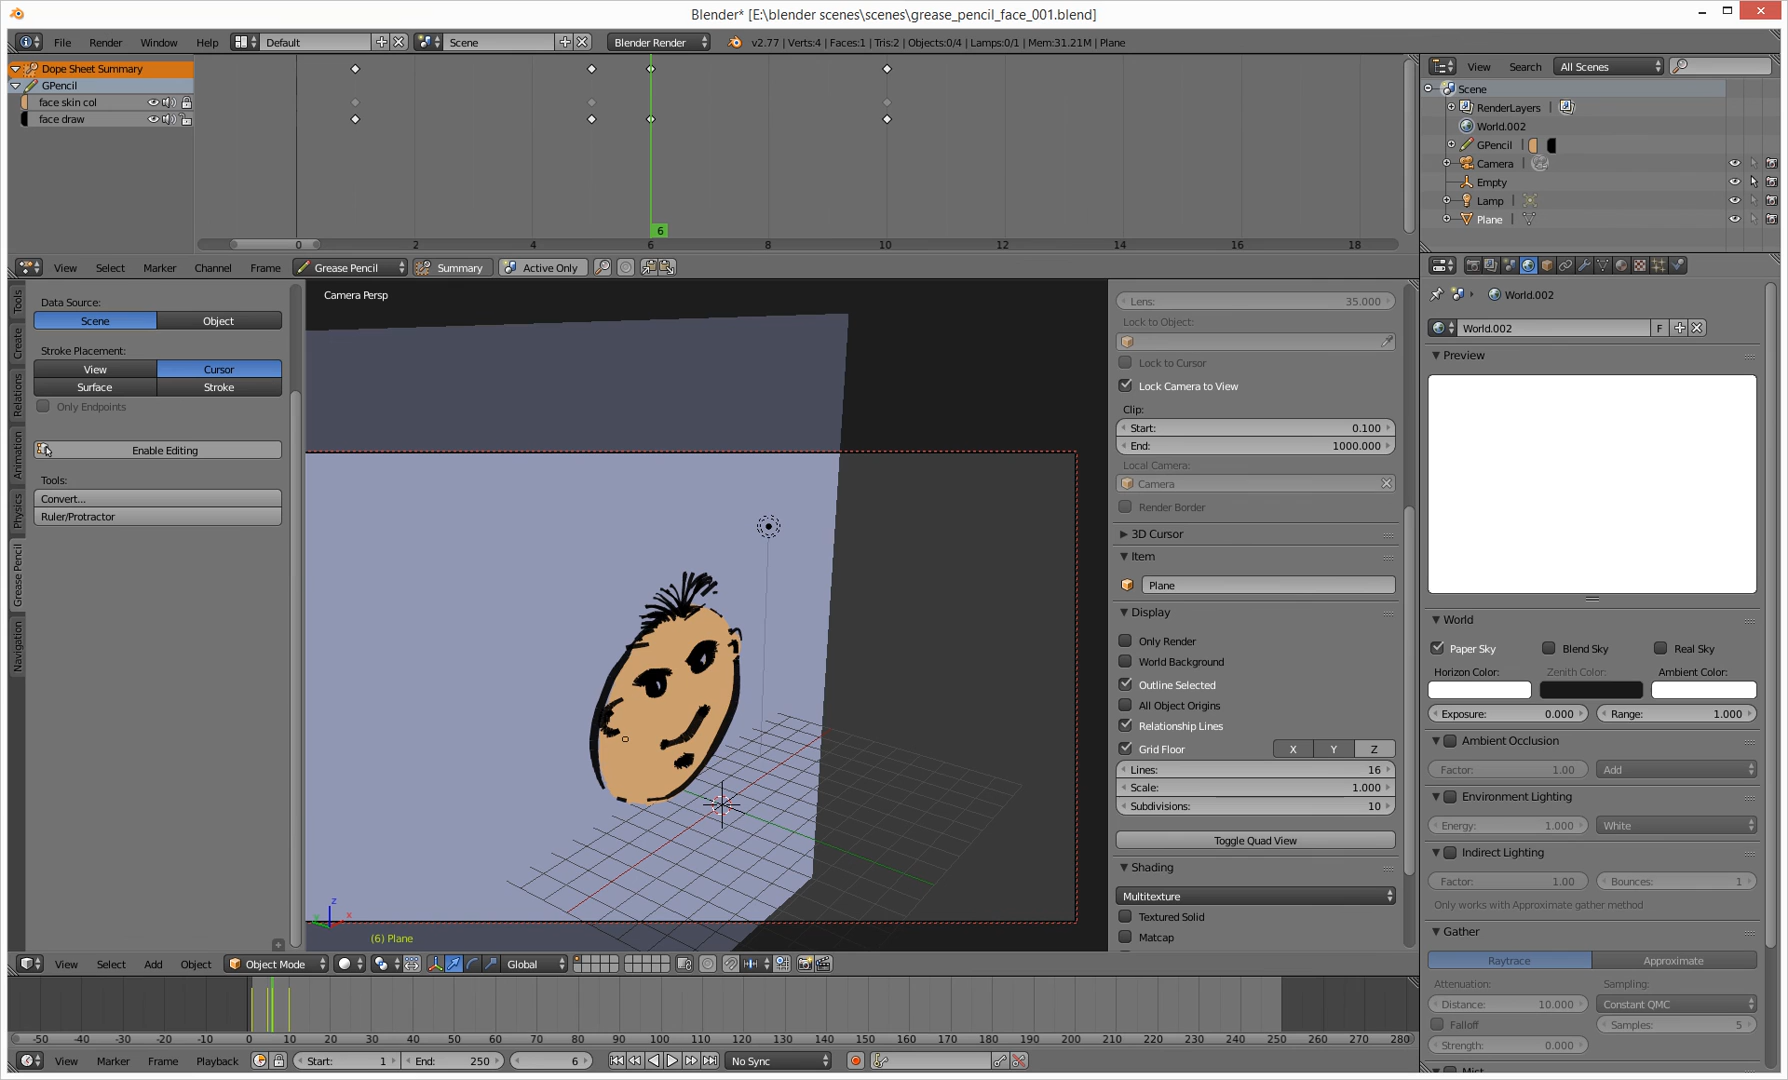 Blender* [E:\blender scenes\scenes\grease_pencil_face_001.blend]
File Render Window Help Default Scene Blender Render v2.77 | Verts:4 | Faces:1 | Tris:2 | Objects:0/4 | Lamps:0/1 | Mem:31.21M | Plane
Dope Sheet Summary
GPencil
face skin col
face draw
6
0 2 4 6 8 10 12 14 16 18
View Select Marker Channel Frame Grease Pencil Summary Active Only
View Search All Scenes
Scene
RenderLayers |
World.002
GPencil |
Camera |
Empty
Lamp |
Plane |
Tools
Create
Relations
Animation
Physics
Grease Pencil
Navigation
Data Source:
Scene Object
Stroke Placement:
View Cursor
Surface Stroke
Only Endpoints
Enable Editing
Tools:
Convert...
Ruler/Protractor
Camera Persp
z
x
(6) Plane
Lens: 35.000
Lock to Object:
Lock to Cursor
Lock Camera to View
Clip:
Start: 0.100
End: 1000.000
Local Camera:
Camera
Render Border
3D Cursor
Item
Plane
Display
Only Render
World Background
Outline Selected
All Object Origins
Relationship Lines
Grid Floor X Y Z
Lines: 16
Scale: 1.000
Subdivisions: 10
Toggle Quad View
Shading
Multitexture
Textured Solid
Matcap
World.002
World.002 F
Preview
World
Paper Sky Blend Sky Real Sky
Horizon Color: Zenith Color: Ambient Color:
Exposure: 0.000 Range: 1.000
Ambient Occlusion
Factor: 1.00 Add
Environment Lighting
Energy: 1.000 White
Indirect Lighting
Factor: 1.00 Bounces: 1
Only works with Approximate gather method
Gather
Raytrace Approximate
Attenuation: Sampling:
Distance: 10.000 Constant QMC
Falloff Samples: 5
Strength: 0.000
Mist
View Select Add Object Object Mode Global
-50 -40 -30 -20 -10 0 10 20 30 40 50 60 70 80 90 100 110 120 130 140 150 160 170 180 190 200 210 220 230 240 250 260 270 280
View Marker Frame Playback Start: 1 End: 250 6 No Sync